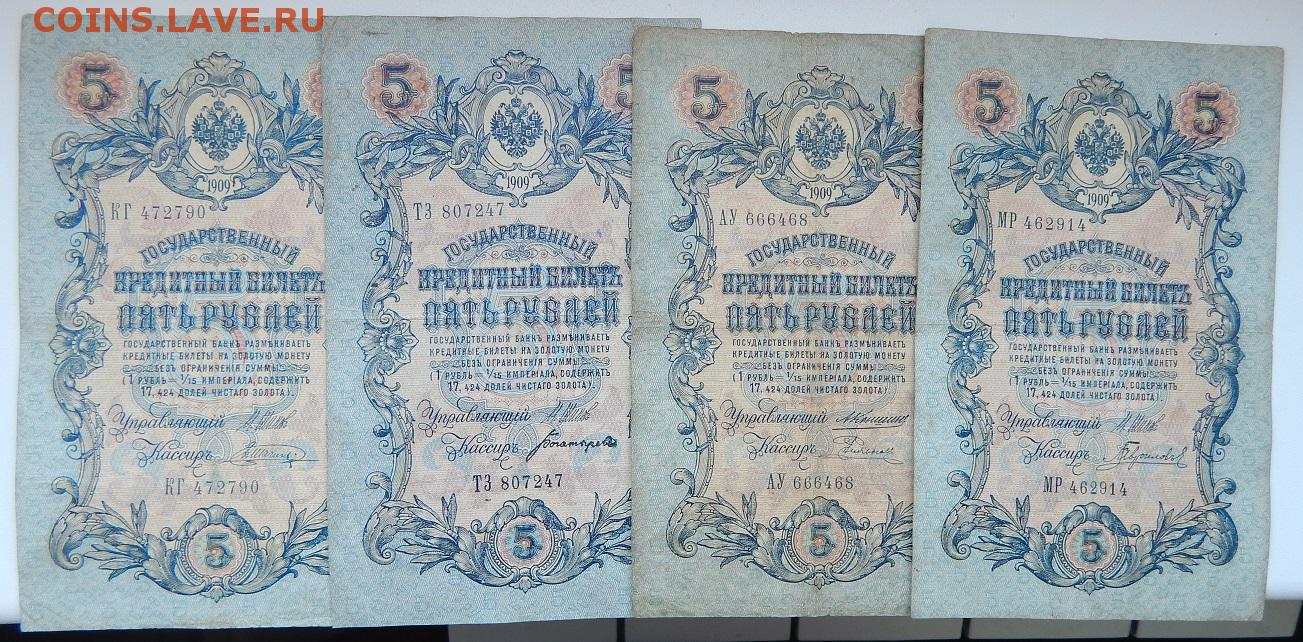 COINS.LAVE.RU
5
1909
КГ 472790
ГОСУДАРСТВЕННЫЙ
КРЕДИТНЫЙ БИЛЕТЪ
ПЯТЬ РУБЛЕЙ
ГОСУДАРСТВЕННЫЙ БАНКЪ РАЗМѢНИВАЕТЪ
КРЕДИТНЫЕ БИЛЕТЫ НА ЗОЛОТУЮ МОНЕТУ
БЕЗЪ ОГРАНИЧЕНІЯ СУММЫ
(1 РУБЛЬ = 1/15 ИМПЕРІАЛА, СОДЕРЖИТЪ
17,424 ДОЛЕЙ ЧИСТАГО ЗОЛОТА).
Управляющій
Кассиръ
КГ 472790
5
5
5
1909
ТЗ 807247
ГОСУДАРСТВЕННЫЙ
КРЕДИТНЫЙ БИЛЕТЪ
ПЯТЬ РУБЛЕЙ
ГОСУДАРСТВЕННЫЙ БАНКЪ РАЗМѢНИВАЕТЪ
КРЕДИТНЫЕ БИЛЕТЫ НА ЗОЛОТУЮ МОНЕТУ
БЕЗЪ ОГРАНИЧЕНІЯ СУММЫ
(1 РУБЛЬ = 1/15 ИМПЕРІАЛА, СОДЕРЖИТЪ
17,424 ДОЛЕЙ ЧИСТАГО ЗОЛОТА).
Управляющій
Кассиръ Богатырев
ТЗ 807247
5
5
1909
АУ 666468
ГОСУДАРСТВЕННЫЙ
КРЕДИТНЫЙ БИЛЕТЪ
ПЯТЬ РУБЛЕЙ
ГОСУДАРСТВЕННЫЙ БАНКЪ РАЗМѢНИВАЕТЪ
КРЕДИТНЫЕ БИЛЕТЫ НА ЗОЛОТУЮ МОНЕТУ
БЕЗЪ ОГРАНИЧЕНІЯ СУММЫ
(1 РУБЛЬ = 1/15 ИМПЕРІАЛА, СОДЕРЖИТЪ
17,424 ДОЛЕЙ ЧИСТАГО ЗОЛОТА).
Управляющій
Кассиръ
АУ 666468
5
5 5
1909
МР 462914
ГОСУДАРСТВЕННЫЙ
КРЕДИТНЫЙ БИЛЕТЪ
ПЯТЬ РУБЛЕЙ
ГОСУДАРСТВЕННЫЙ БАНКЪ РАЗМѢНИВАЕТЪ
КРЕДИТНЫЕ БИЛЕТЫ НА ЗОЛОТУЮ МОНЕТУ
БЕЗЪ ОГРАНИЧЕНІЯ СУММЫ
(1 РУБЛЬ = 1/15 ИМПЕРІАЛА, СОДЕРЖИТЪ
17,424 ДОЛЕЙ ЧИСТАГО ЗОЛОТА).
Управляющій
Кассиръ
МР 462914
5